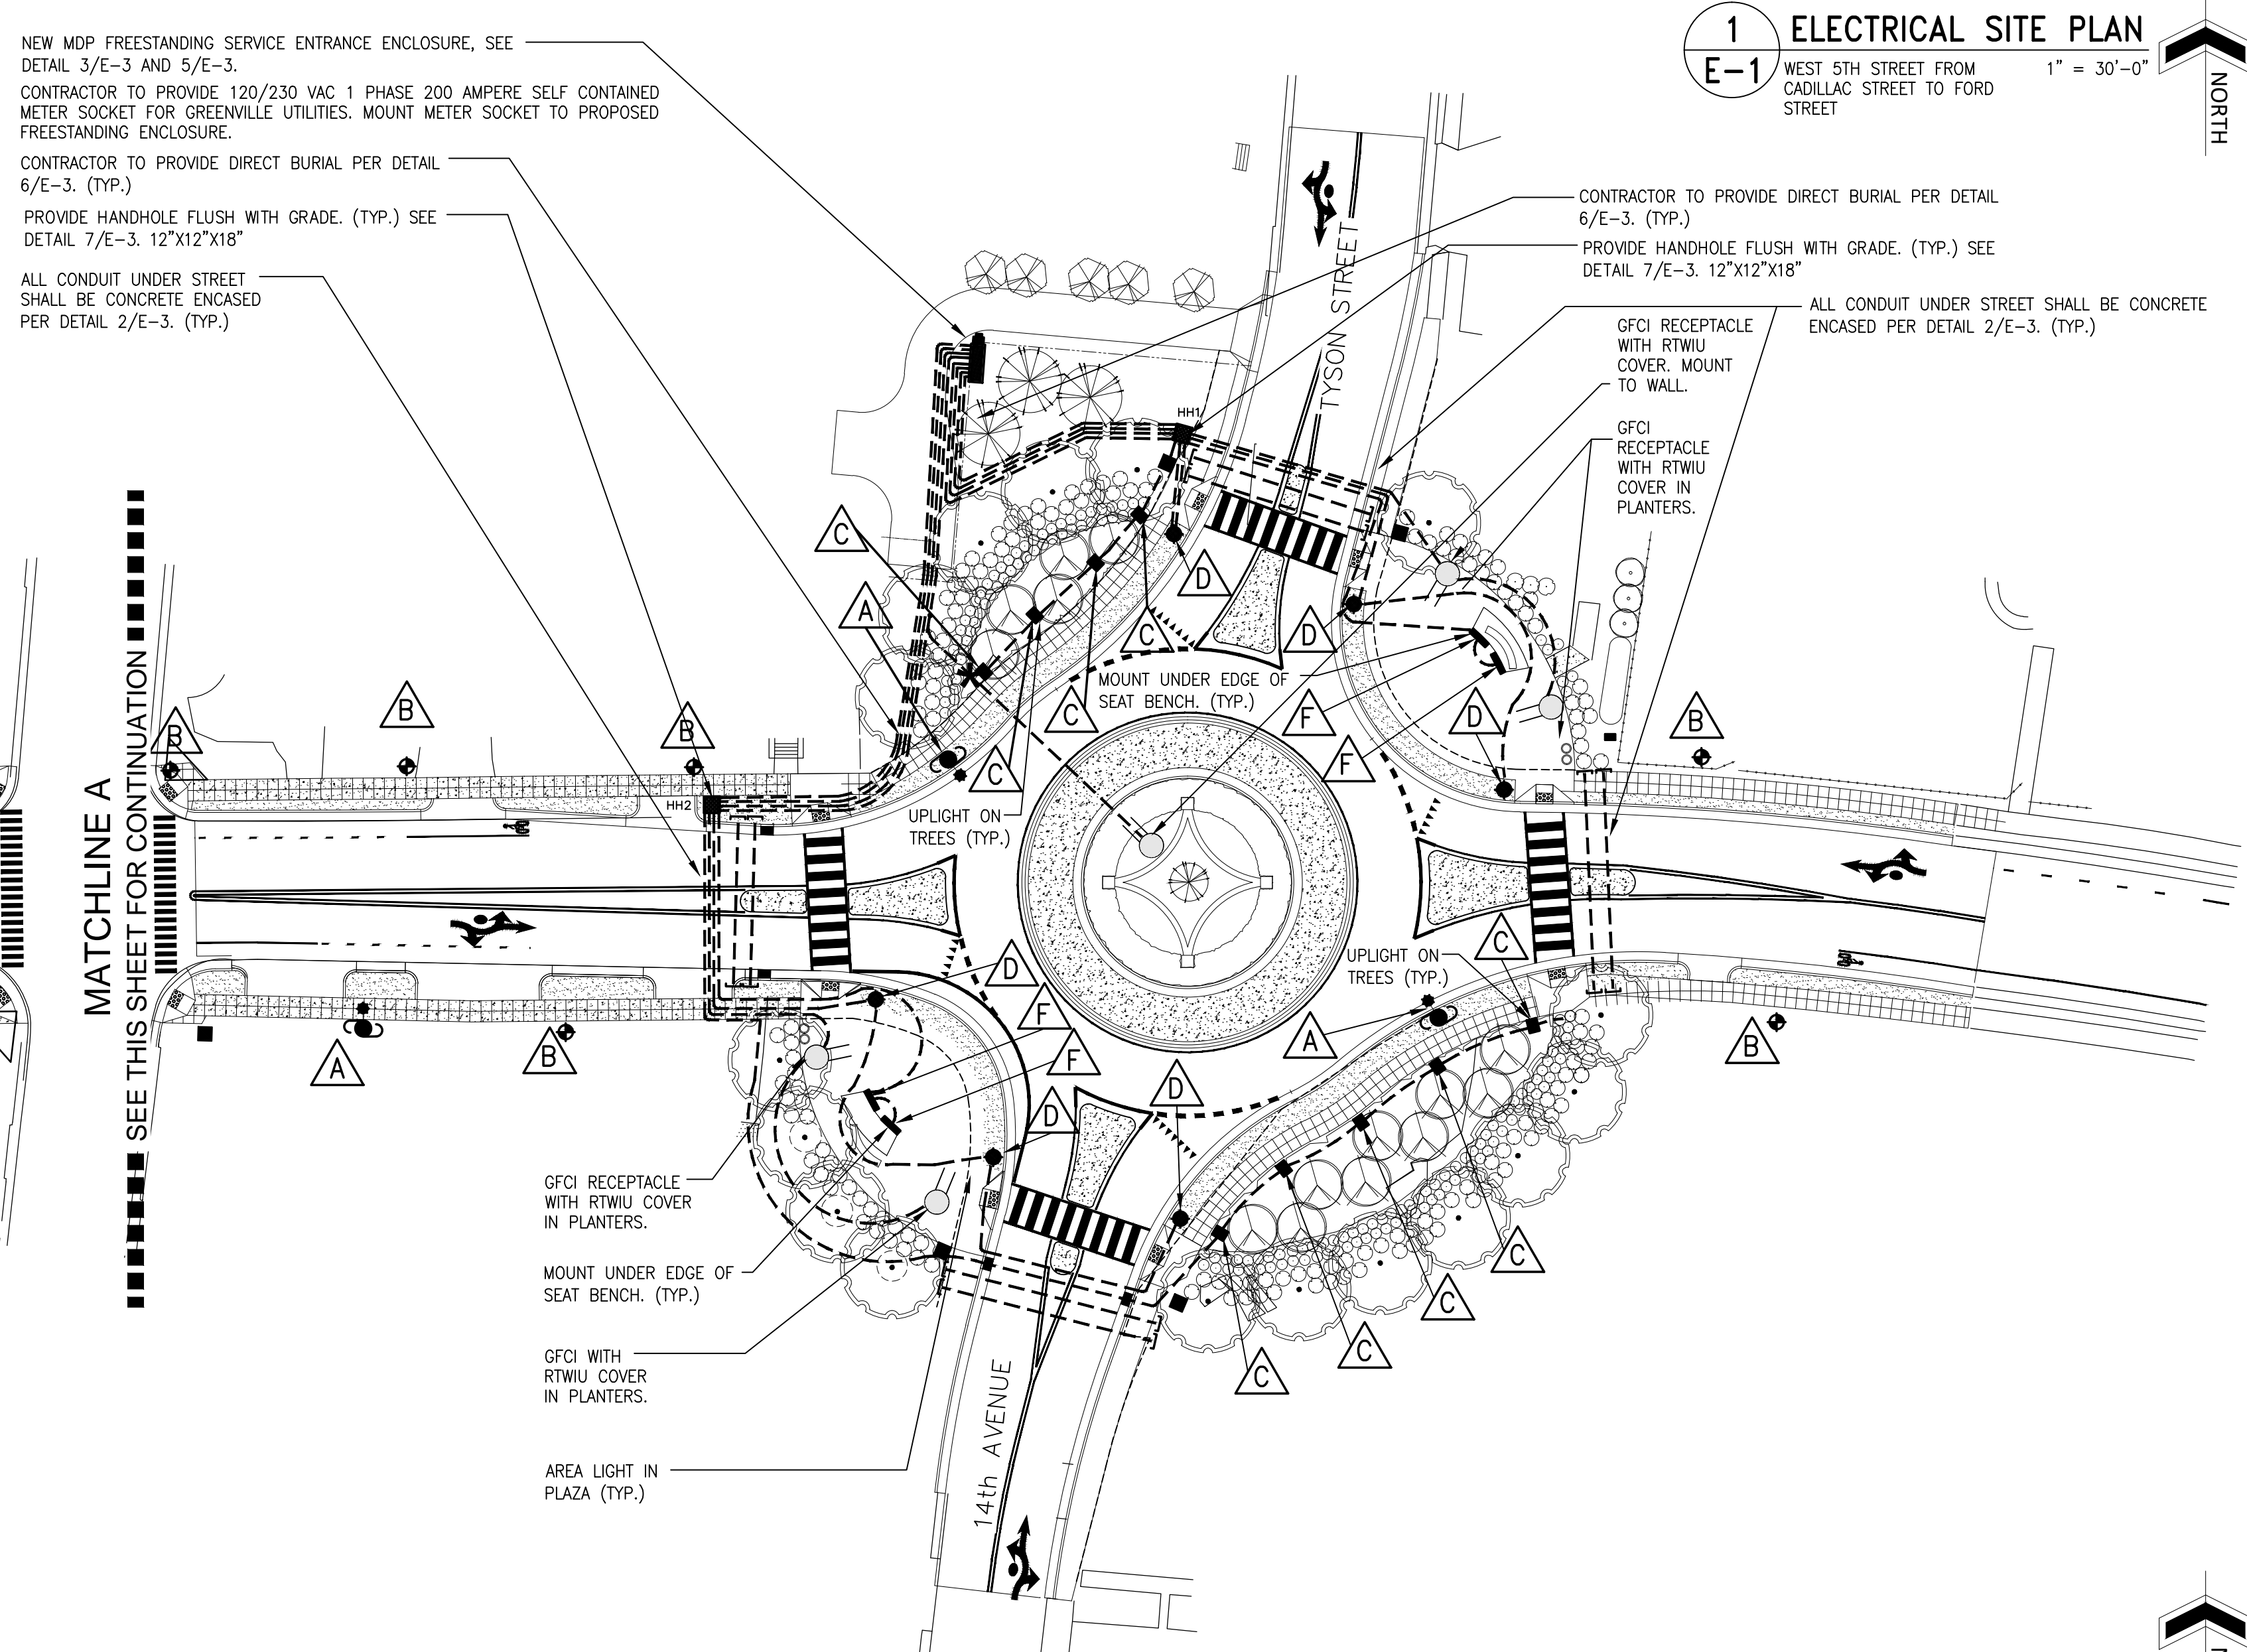 1
E-1
ELECTRICAL SITE PLAN
WEST 5TH STREET FROM
CADILLAC STREET TO FORD
STREET
1" = 30'-0"
NORTH
NEW MDP FREESTANDING SERVICE ENTRANCE ENCLOSURE, SEE
DETAIL 3/E-3 AND 5/E-3.
CONTRACTOR TO PROVIDE 120/230 VAC 1 PHASE 200 AMPERE SELF CONTAINED
METER SOCKET FOR GREENVILLE UTILITIES. MOUNT METER SOCKET TO PROPOSED
FREESTANDING ENCLOSURE.
CONTRACTOR TO PROVIDE DIRECT BURIAL PER DETAIL
6/E-3. (TYP.)
PROVIDE HANDHOLE FLUSH WITH GRADE. (TYP.) SEE
DETAIL 7/E-3. 12"X12"X18"
ALL CONDUIT UNDER STREET
SHALL BE CONCRETE ENCASED
PER DETAIL 2/E-3. (TYP.)
CONTRACTOR TO PROVIDE DIRECT BURIAL PER DETAIL
6/E-3. (TYP.)
PROVIDE HANDHOLE FLUSH WITH GRADE. (TYP.) SEE
DETAIL 7/E-3. 12"X12"X18"
ALL CONDUIT UNDER STREET SHALL BE CONCRETE
ENCASED PER DETAIL 2/E-3. (TYP.)
GFCI RECEPTACLE
WITH RTWIU
COVER. MOUNT
TO WALL.
GFCI
RECEPTACLE
WITH RTWIU
COVER IN
PLANTERS.
TYSON STREET
HH1
C
A
D
C
D
MOUNT UNDER EDGE OF
SEAT BENCH. (TYP.)
C
F
D
F
B
B
B
B
C
HH2
UPLIGHT ON
TREES (TYP.)
MATCHLINE A
SEE THIS SHEET FOR CONTINUATION
C
UPLIGHT ON
TREES (TYP.)
D
F
F
A
B
A
B
D
D
GFCI RECEPTACLE
WITH RTWIU COVER
IN PLANTERS.
MOUNT UNDER EDGE OF
SEAT BENCH. (TYP.)
GFCI WITH
RTWIU COVER
IN PLANTERS.
AREA LIGHT IN
PLAZA (TYP.)
C
C
C
C
14th AVENUE